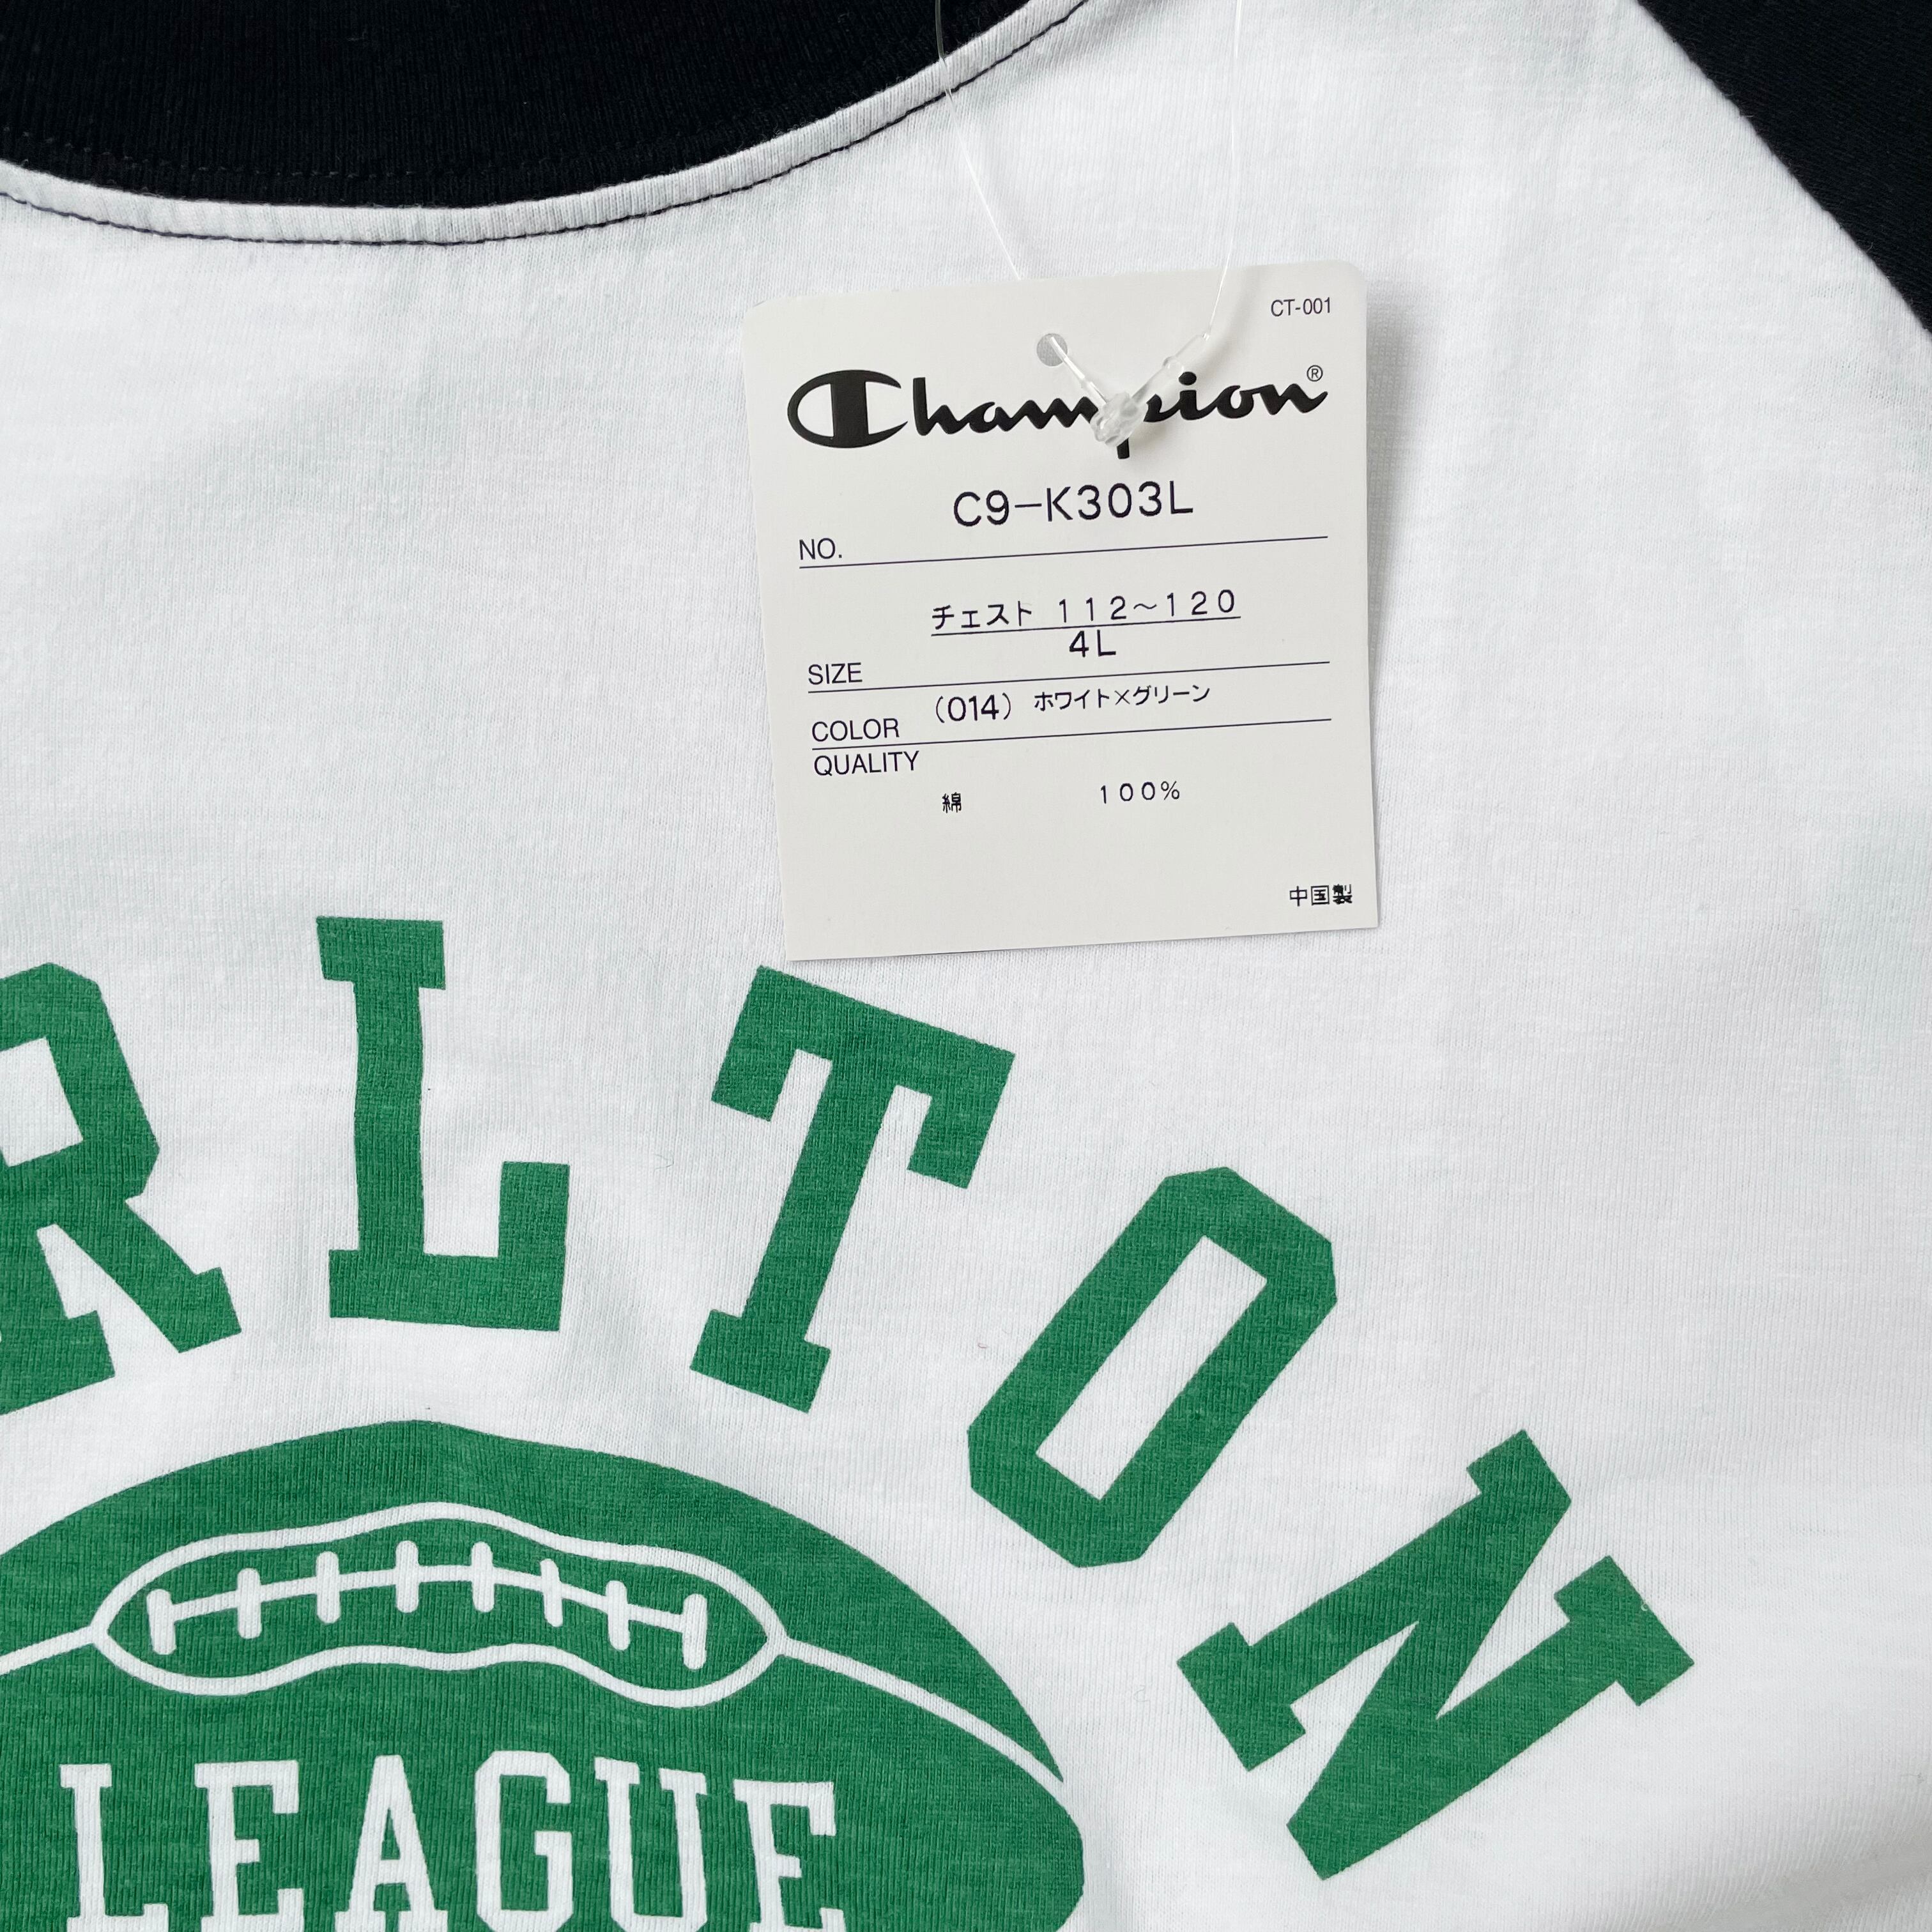 CT-001
Champion®
C9-K303L
NO.
チェスト 112~120
4L
SIZE
COLOR (014) ホワイト×グリーン
QUALITY
綿 100%
中国製
RLTON
LEAGUE